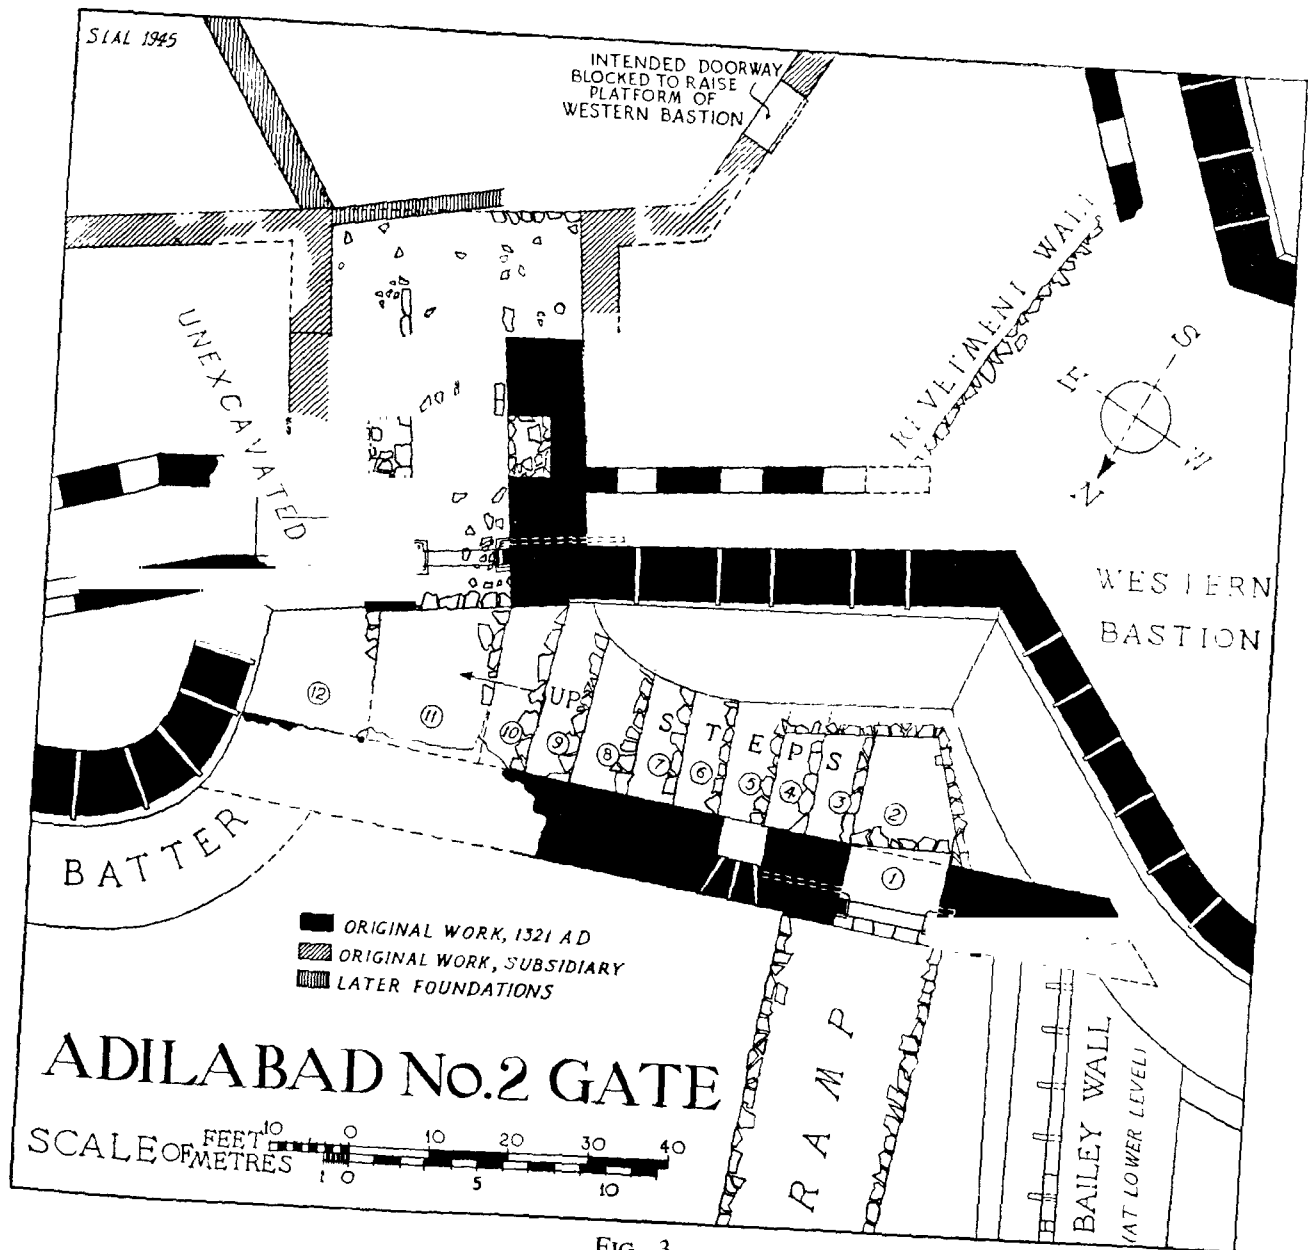 SIAL 1945
INTENDED DOORWAY
BLOCKED TO RAISE
PLATFORM OF
WESTERN BASTION
UNEXCAVATED
REVETMENT WALL
S
W
N
WESTERN
BASTION
UP
STEPS
12
11
10
9
8
7
6
5
4
3
2
1
BATTER
ORIGINAL WORK, 1321 AD
ORIGINAL WORK, SUBSIDIARY
LATER FOUNDATIONS
RAMP
BAILEY WALL
(AT LOWER LEVEL)
ADILABAD No.2 GATE
SCALE OF FEET 10 0 10 20 30 40
METRES 1 0 5 10
FIG. 3